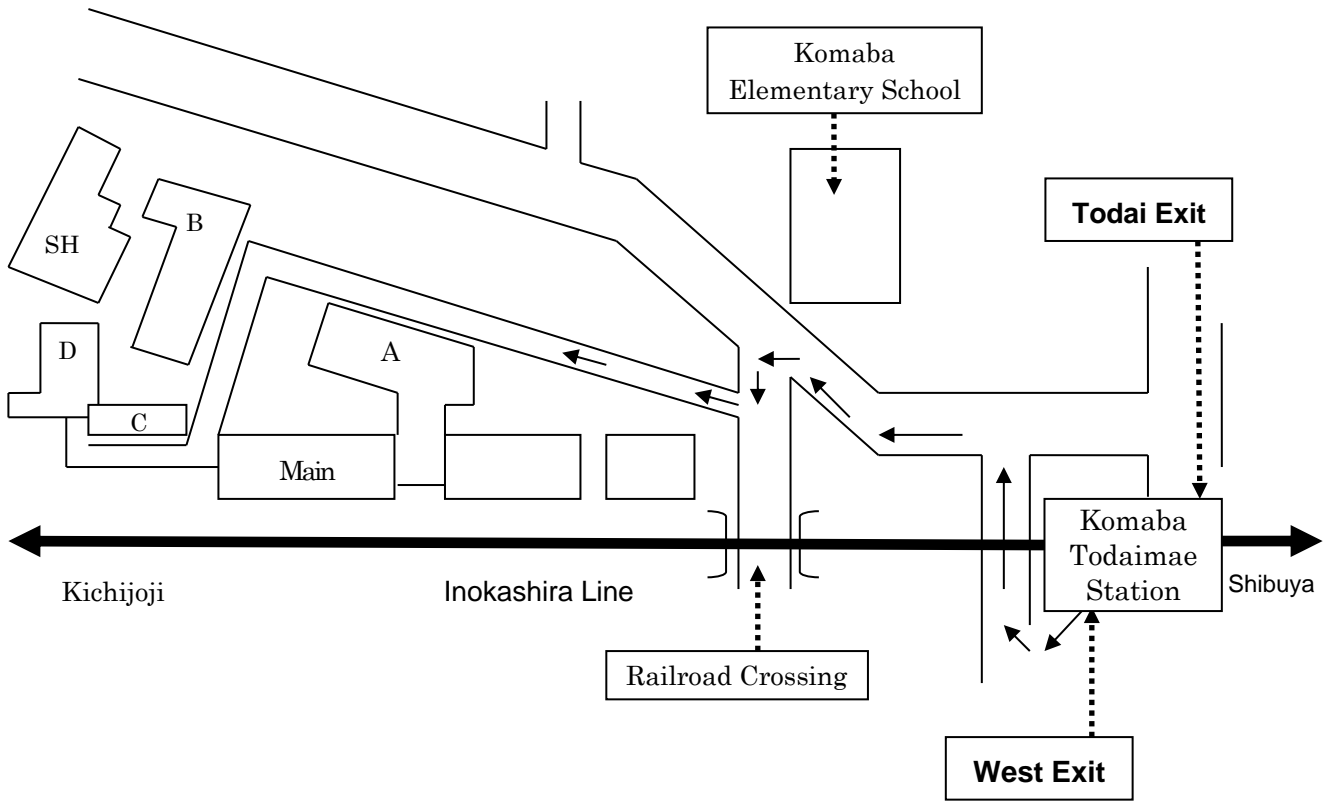 Komaba
Elementary School
Todai Exit
SH
B
D
A
C
Main
Komaba
Todaimae
Station
Kichijoji
Inokashira Line
Shibuya
Railroad Crossing
West Exit